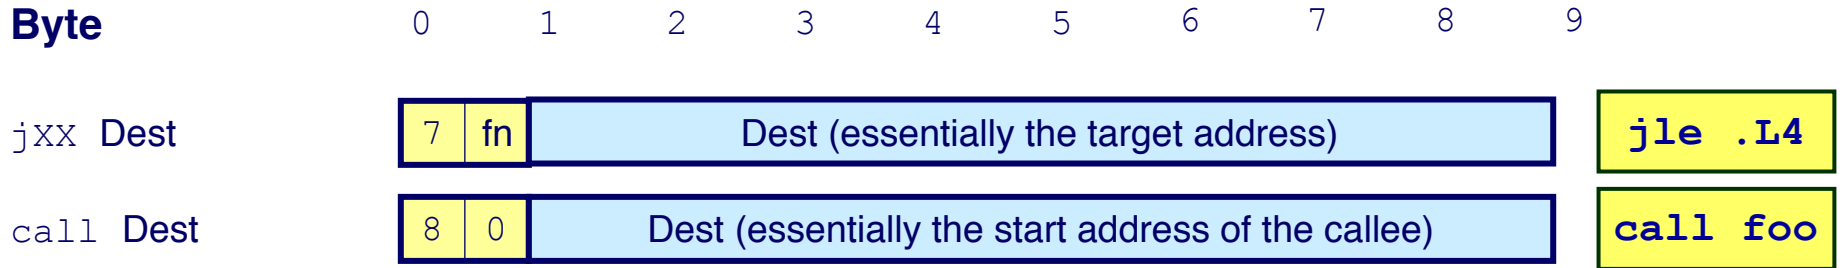 Byte 0 1 2 3 4 5 6 7 8 9
jXX Dest 7 fn Dest (essentially the target address) jle .L4
call Dest 8 0 Dest (essentially the start address of the callee) call foo